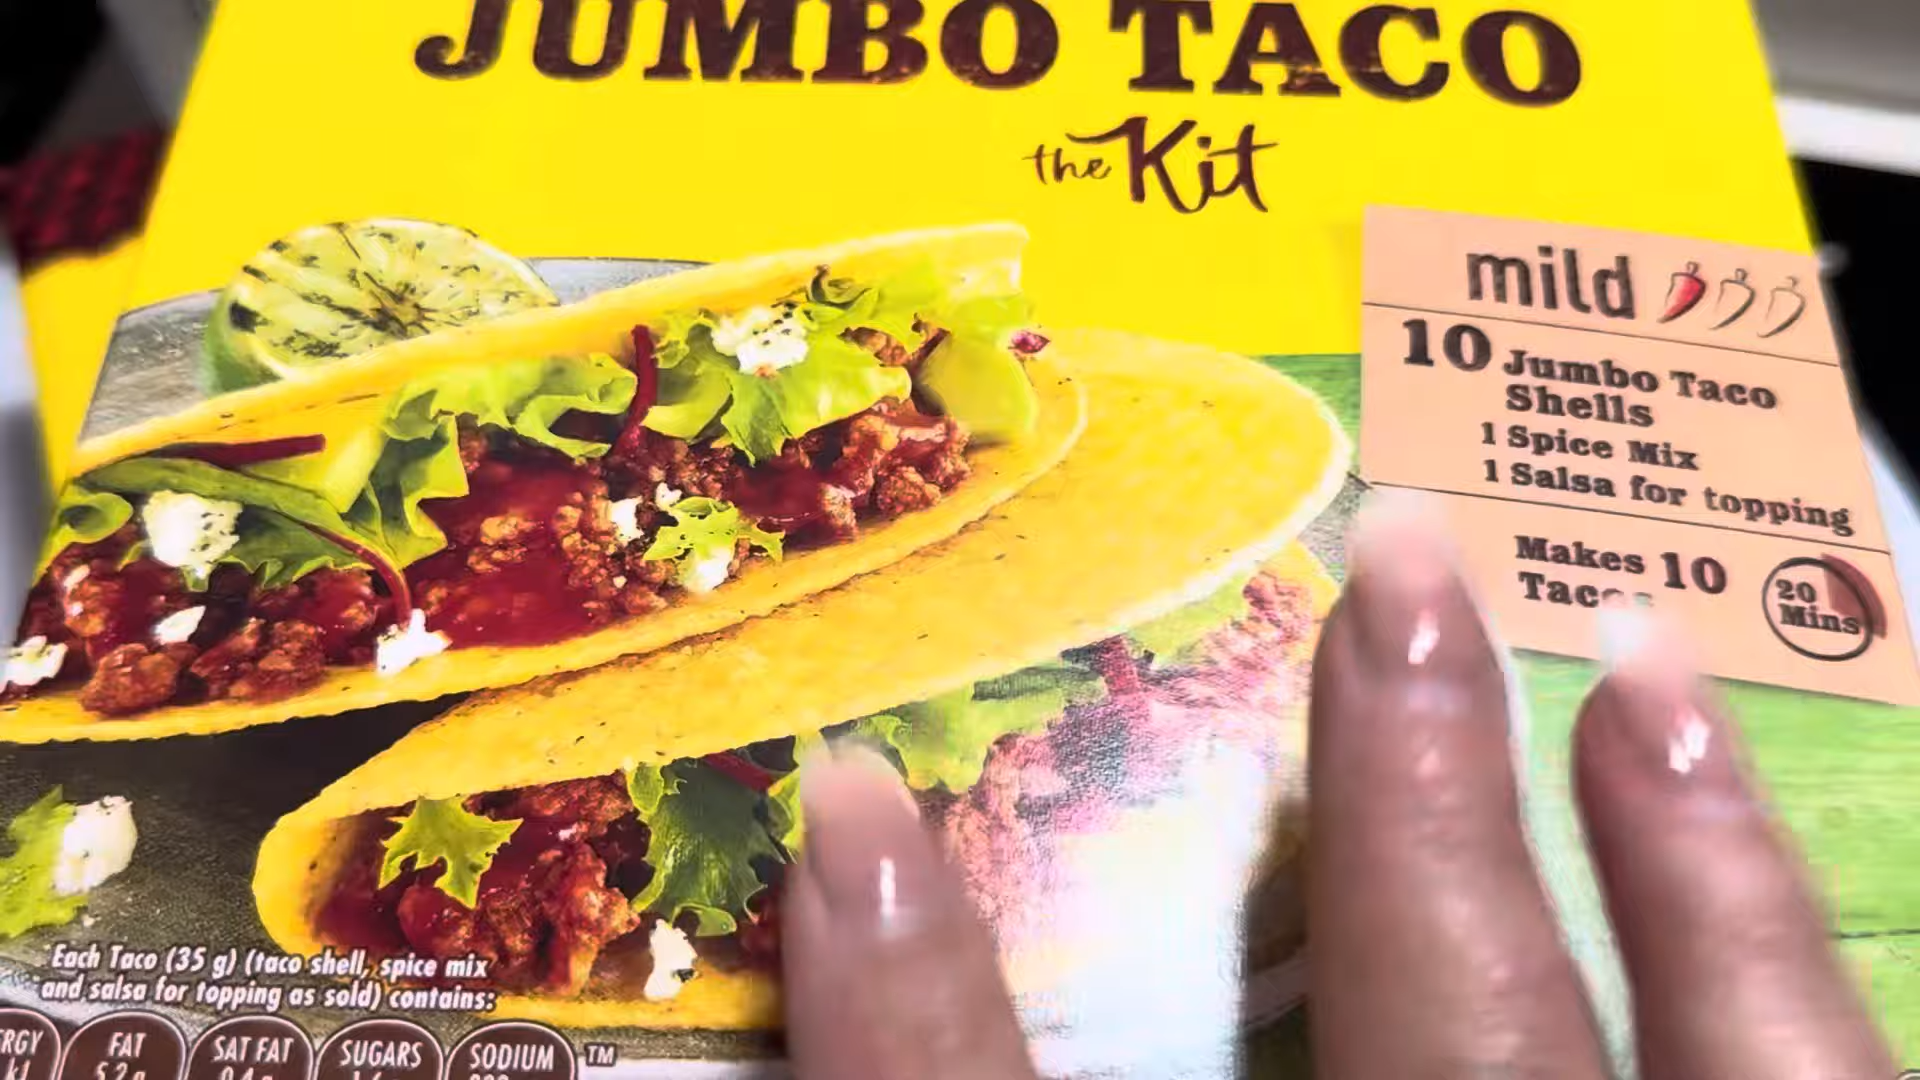 JUMBO TACO
the Kit
mild
10 Jumbo Taco
Shells
1 Spice Mix
1 Salsa for topping
Makes 10
20
Mins
Each Taco (35 g) (taco shell, spice mix
and salsa for topping as sold) contains:
FAT
SAT FAT
SUGARS
SODIUM
TM